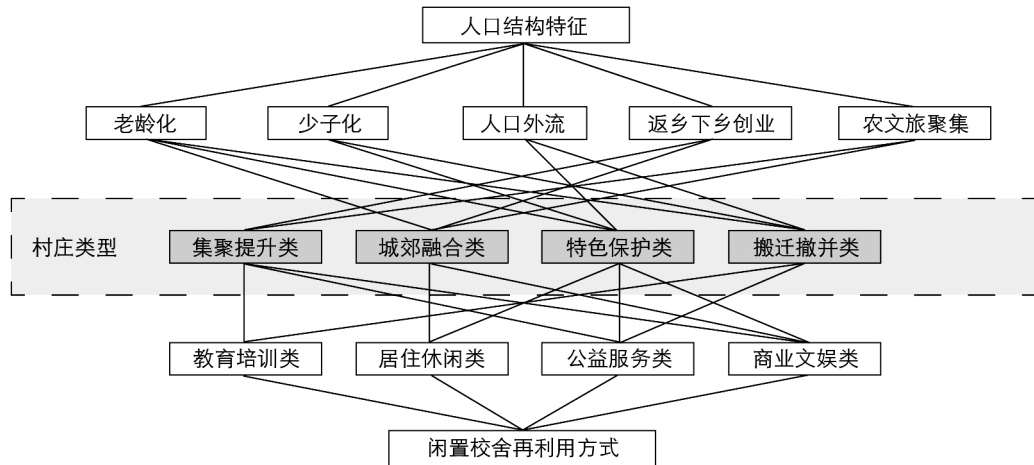 人口结构特征
老龄化
少子化
人口外流
返乡下乡创业
农文旅聚集
村庄类型
集聚提升类
城郊融合类
特色保护类
搬迁撤并类
教育培训类
居住休闲类
公益服务类
商业文娱类
闲置校舍再利用方式